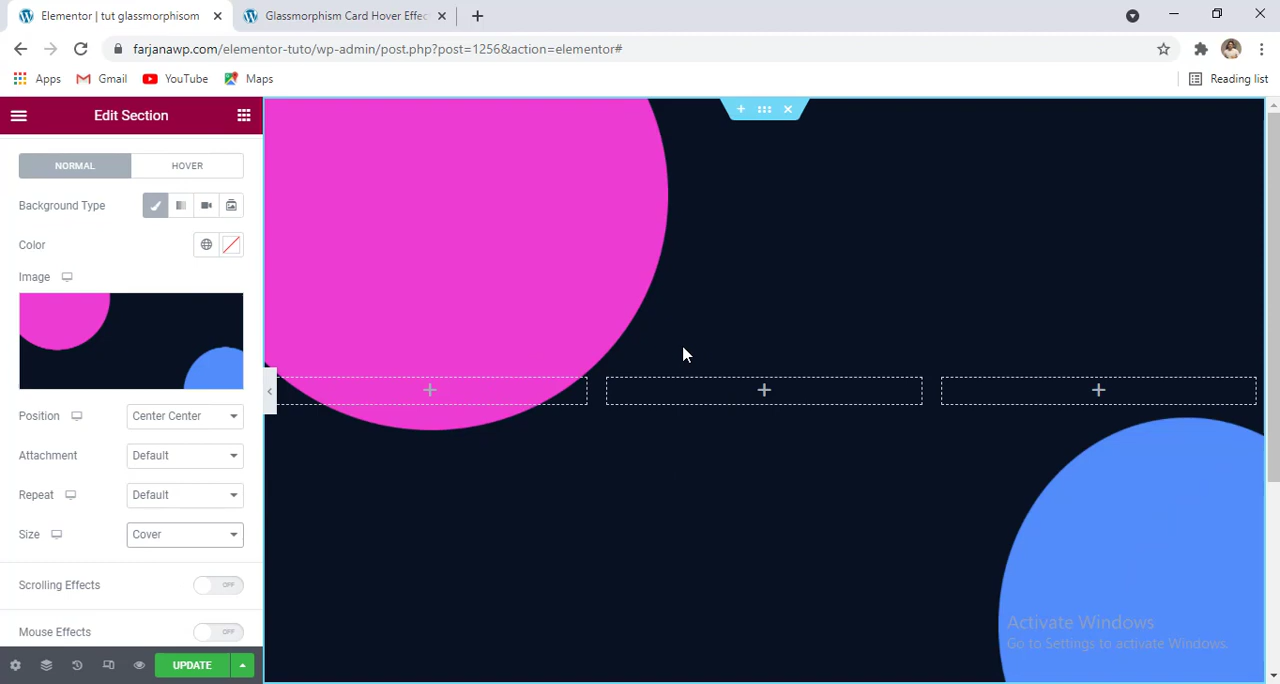 Elementor | tut glassmorphisom
Glassmorphism Card Hover Effec
farjanawp.com/elementor-tuto/wp-admin/post.php?post=1256&action=elementor#
Apps
Gmail
YouTube
Maps
Reading list
Edit Section
NORMAL
HOVER
Background Type
Color
Image
Position
Center Center
Attachment
Default
Repeat
Default
Size
Cover
Scrolling Effects
OFF
Mouse Effects
OFF
UPDATE
Activate Windows
Go to Settings to activate Windows.